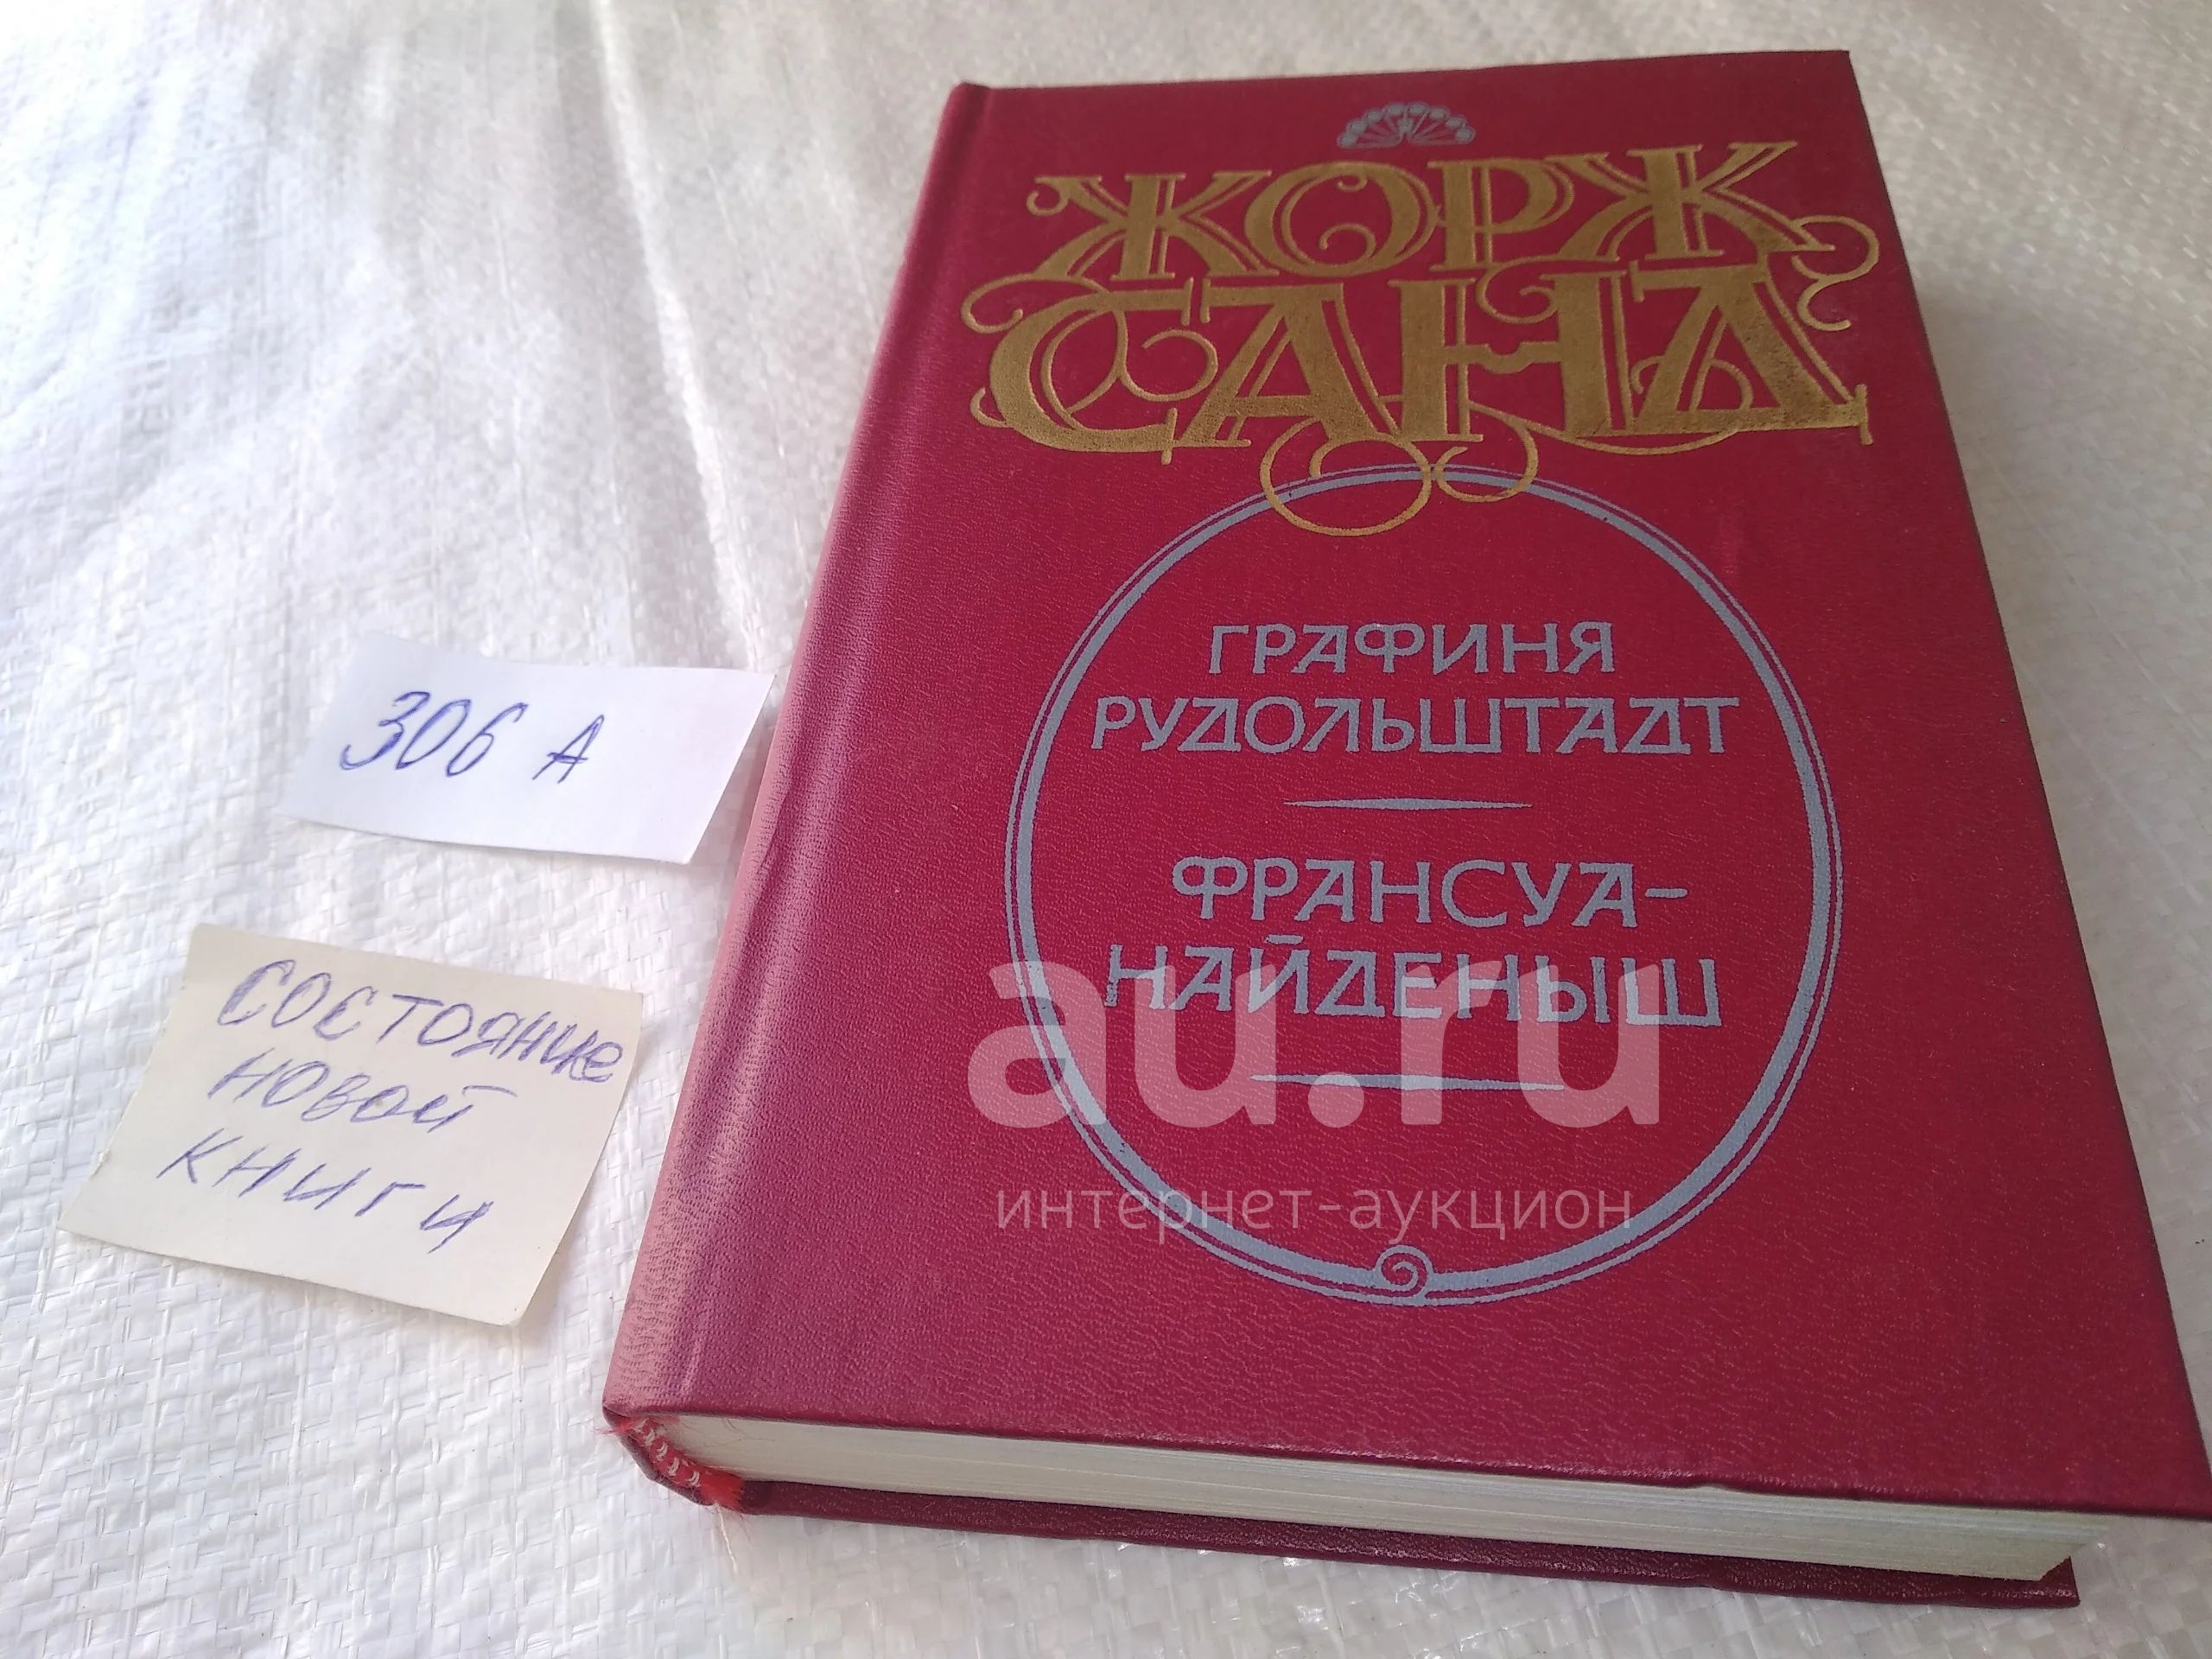 ЖОРЖ
САНД
ГРАФИНЯ
РУДОЛЬШТАДТ
ФРАНСУА-
НАЙДЕНЫШ
306 А
СОСТОЯНИЕ
НОВОЙ
КНИГИ
au.ru
интернет-аукцион